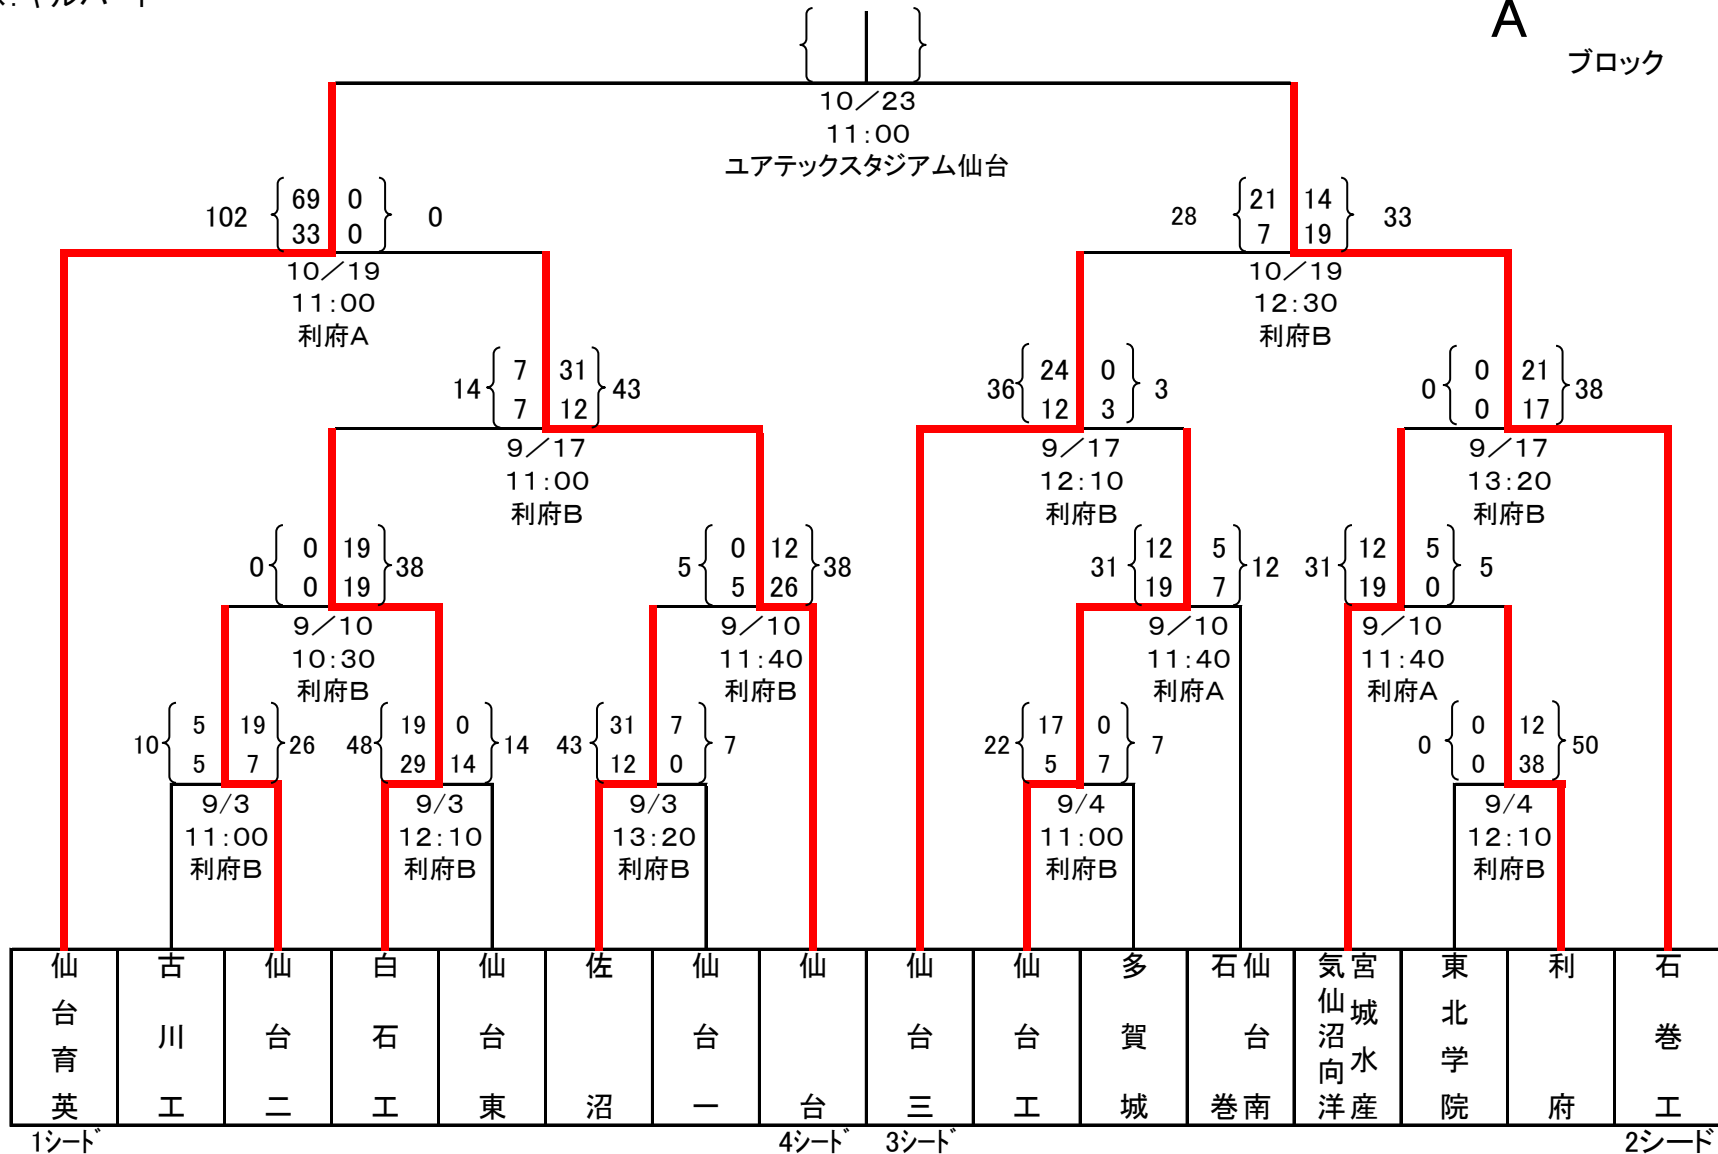 A
ブロック
10／23
11:00
ユアテックスタジアム仙台
102 69 0 0
33 0
10／19
11:00
利府A
28 21 14 33
7 19
10／19
12:30
利府B
14 7 31 43
7 12
9／17
11:00
利府B
36 24 0 3
12 3
9／17
12:10
利府B
0 0 21 38
0 17
9／17
13:20
利府B
0 0 19 38
0 19
9／10
10:30
利府B
5 0 12 38
5 26
9／10
11:40
利府B
31 12 5 12
19 7
9／10
11:40
利府A
31 12 5 5
19 0
9／10
11:40
利府A
10 5 19 26
5 7
9/3
11:00
利府B
48 19 0 14
29 14
9/3
12:10
利府B
43 31 7 7
12 0
9/3
13:20
利府B
22 17 0 7
5 7
9/4
11:00
利府B
0 0 12 50
0 38
9/4
12:10
利府B
仙台育英
古川工
仙台二
白石工
仙台東
佐沼
仙台一
仙台
仙台三
仙台工
多賀城
仙台南
石巻
宮城水産
気仙沼向洋
東北学院
利府
石巻工
1シード
4シード
3シード
2シード